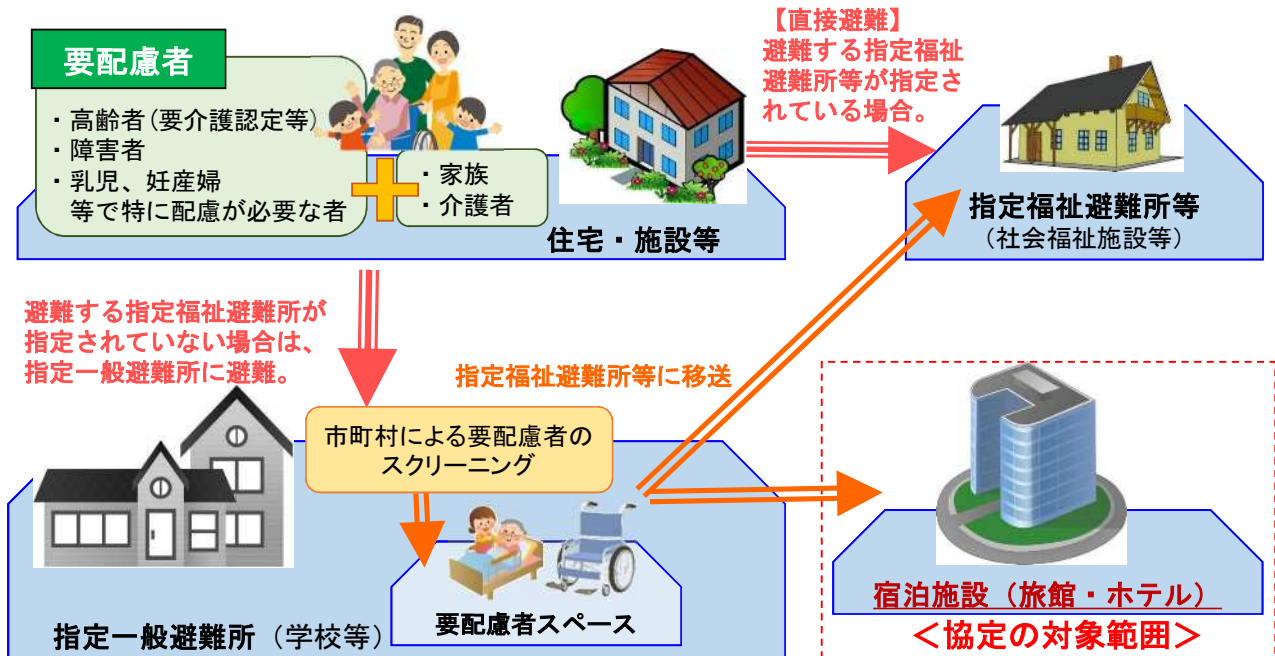 要配慮者
・高齢者(要介護認定等)
・障害者
・乳児、妊産婦
等で特に配慮が必要な者
・家族
・介護者
住宅・施設等
【直接避難】
避難する指定福祉
避難所等が指定さ
れている場合。
指定福祉避難所等
(社会福祉施設等)
避難する指定福祉避難所が
指定されていない場合は、
指定一般避難所に避難。
指定福祉避難所等に移送
市町村による要配慮者の
スクリーニング
要配慮者スペース
指定一般避難所(学校等)
宿泊施設(旅館・ホテル)
＜協定の対象範囲＞